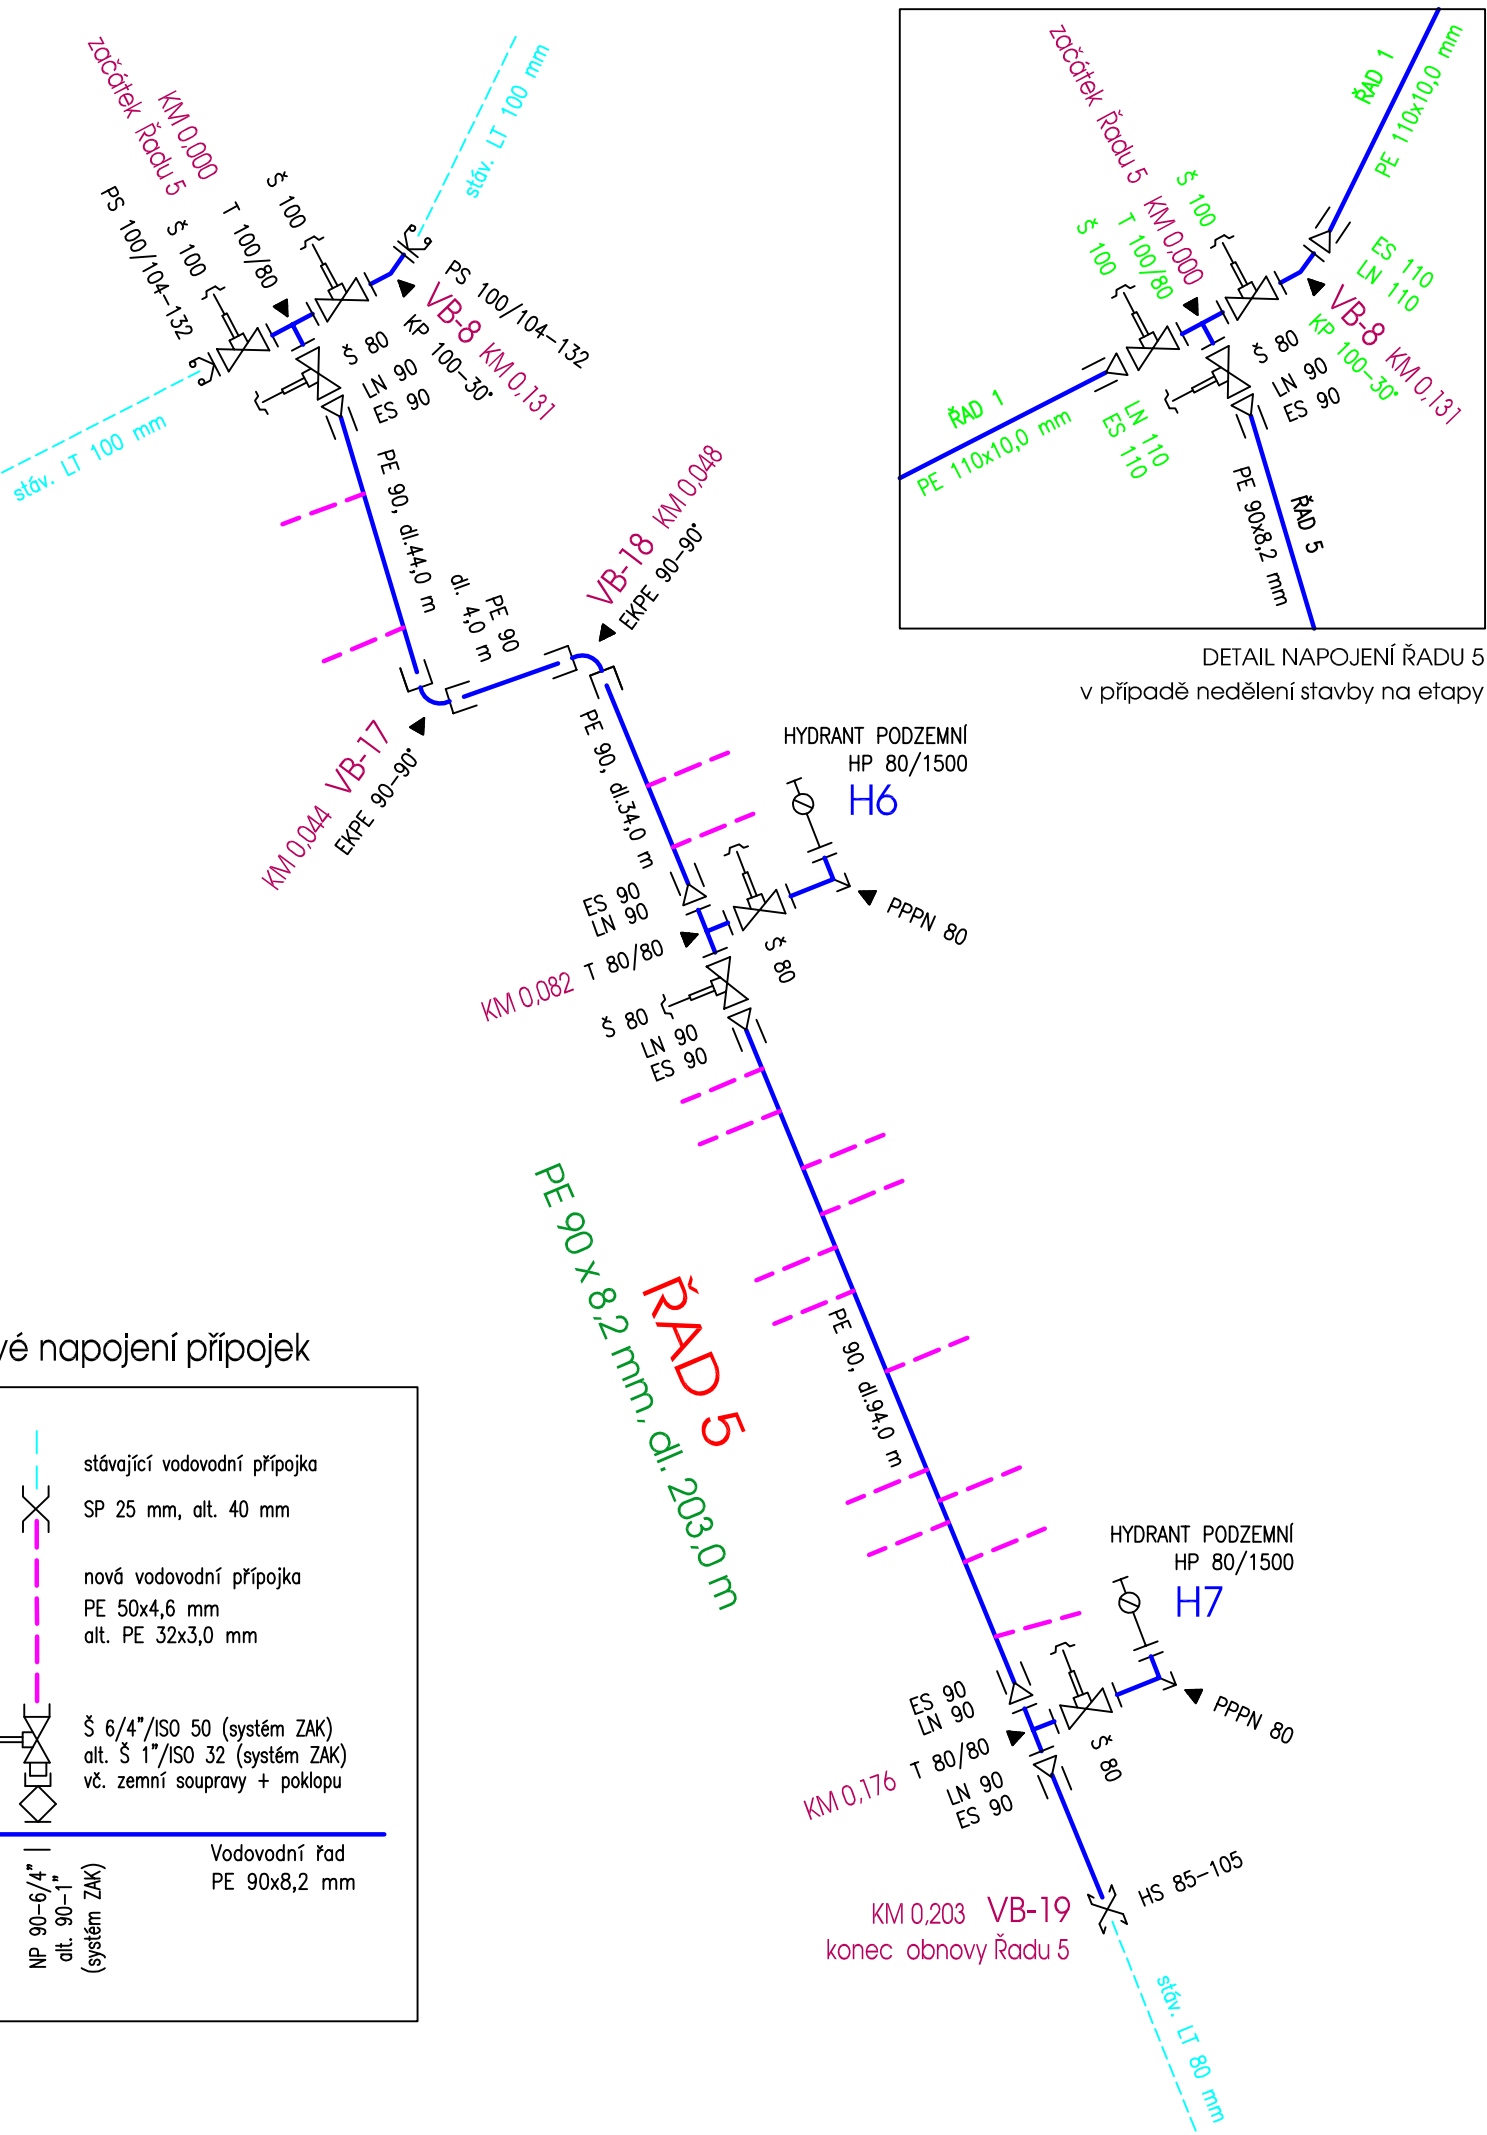 začátek Řadu 5
KM 0,000
PS 100/104-132
Š 100
T 100/80
Š 100
stáv. LT 100 mm
PS 100/104-132
VB-8 KM 0,131
KP 100-30°
Š 80
LN 90
ES 90
stáv. LT 100 mm
PE 90, dl.44,0 m
PE 90
dl. 4,0 m
VB-18 KM 0,048
EKPE 90-90°
KM 0,044 VB-17
EKPE 90-90°
PE 90, dl.34,0 m
HYDRANT PODZEMNÍ
HP 80/1500
H6
PPPN 80
ES 90
LN 90
KM 0,082 T 80/80
Š 80
Š 80
LN 90
ES 90
PE 90 x 8,2 mm, dl. 203,0 m
ŘAD 5
PE 90, dl.94,0 m
HYDRANT PODZEMNÍ
HP 80/1500
H7
PPPN 80
ES 90
LN 90
KM 0,176 T 80/80
Š 80
LN 90
ES 90
HS 85-105
KM 0,203 VB-19
konec obnovy Řadu 5
stáv. LT 80 mm
začátek Řadu 5 KM 0,000
Š 100
T 100/80
Š 100
ŘAD 1
PE 110x10,0 mm
ES 110
LN 110
VB-8 KM 0,131
KP 100-30°
Š 80
LN 90
ES 90
ŘAD 1
PE 110x10,0 mm
LN 110
ES 110
PE 90x8,2 mm
ŘAD 5
DETAIL NAPOJENÍ ŘADU 5
v případě nedělení stavby na etapy
vé napojení přípojek
stávající vodovodní přípojka
SP 25 mm, alt. 40 mm
nová vodovodní přípojka
PE 50x4,6 mm
alt. PE 32x3,0 mm
Š 6/4"/ISO 50 (systém ZAK)
alt. Š 1"/ISO 32 (systém ZAK)
vč. zemní soupravy + poklopu
Vodovodní řad
PE 90x8,2 mm
NP 90-6/4"
alt. 90-1"
(systém ZAK)